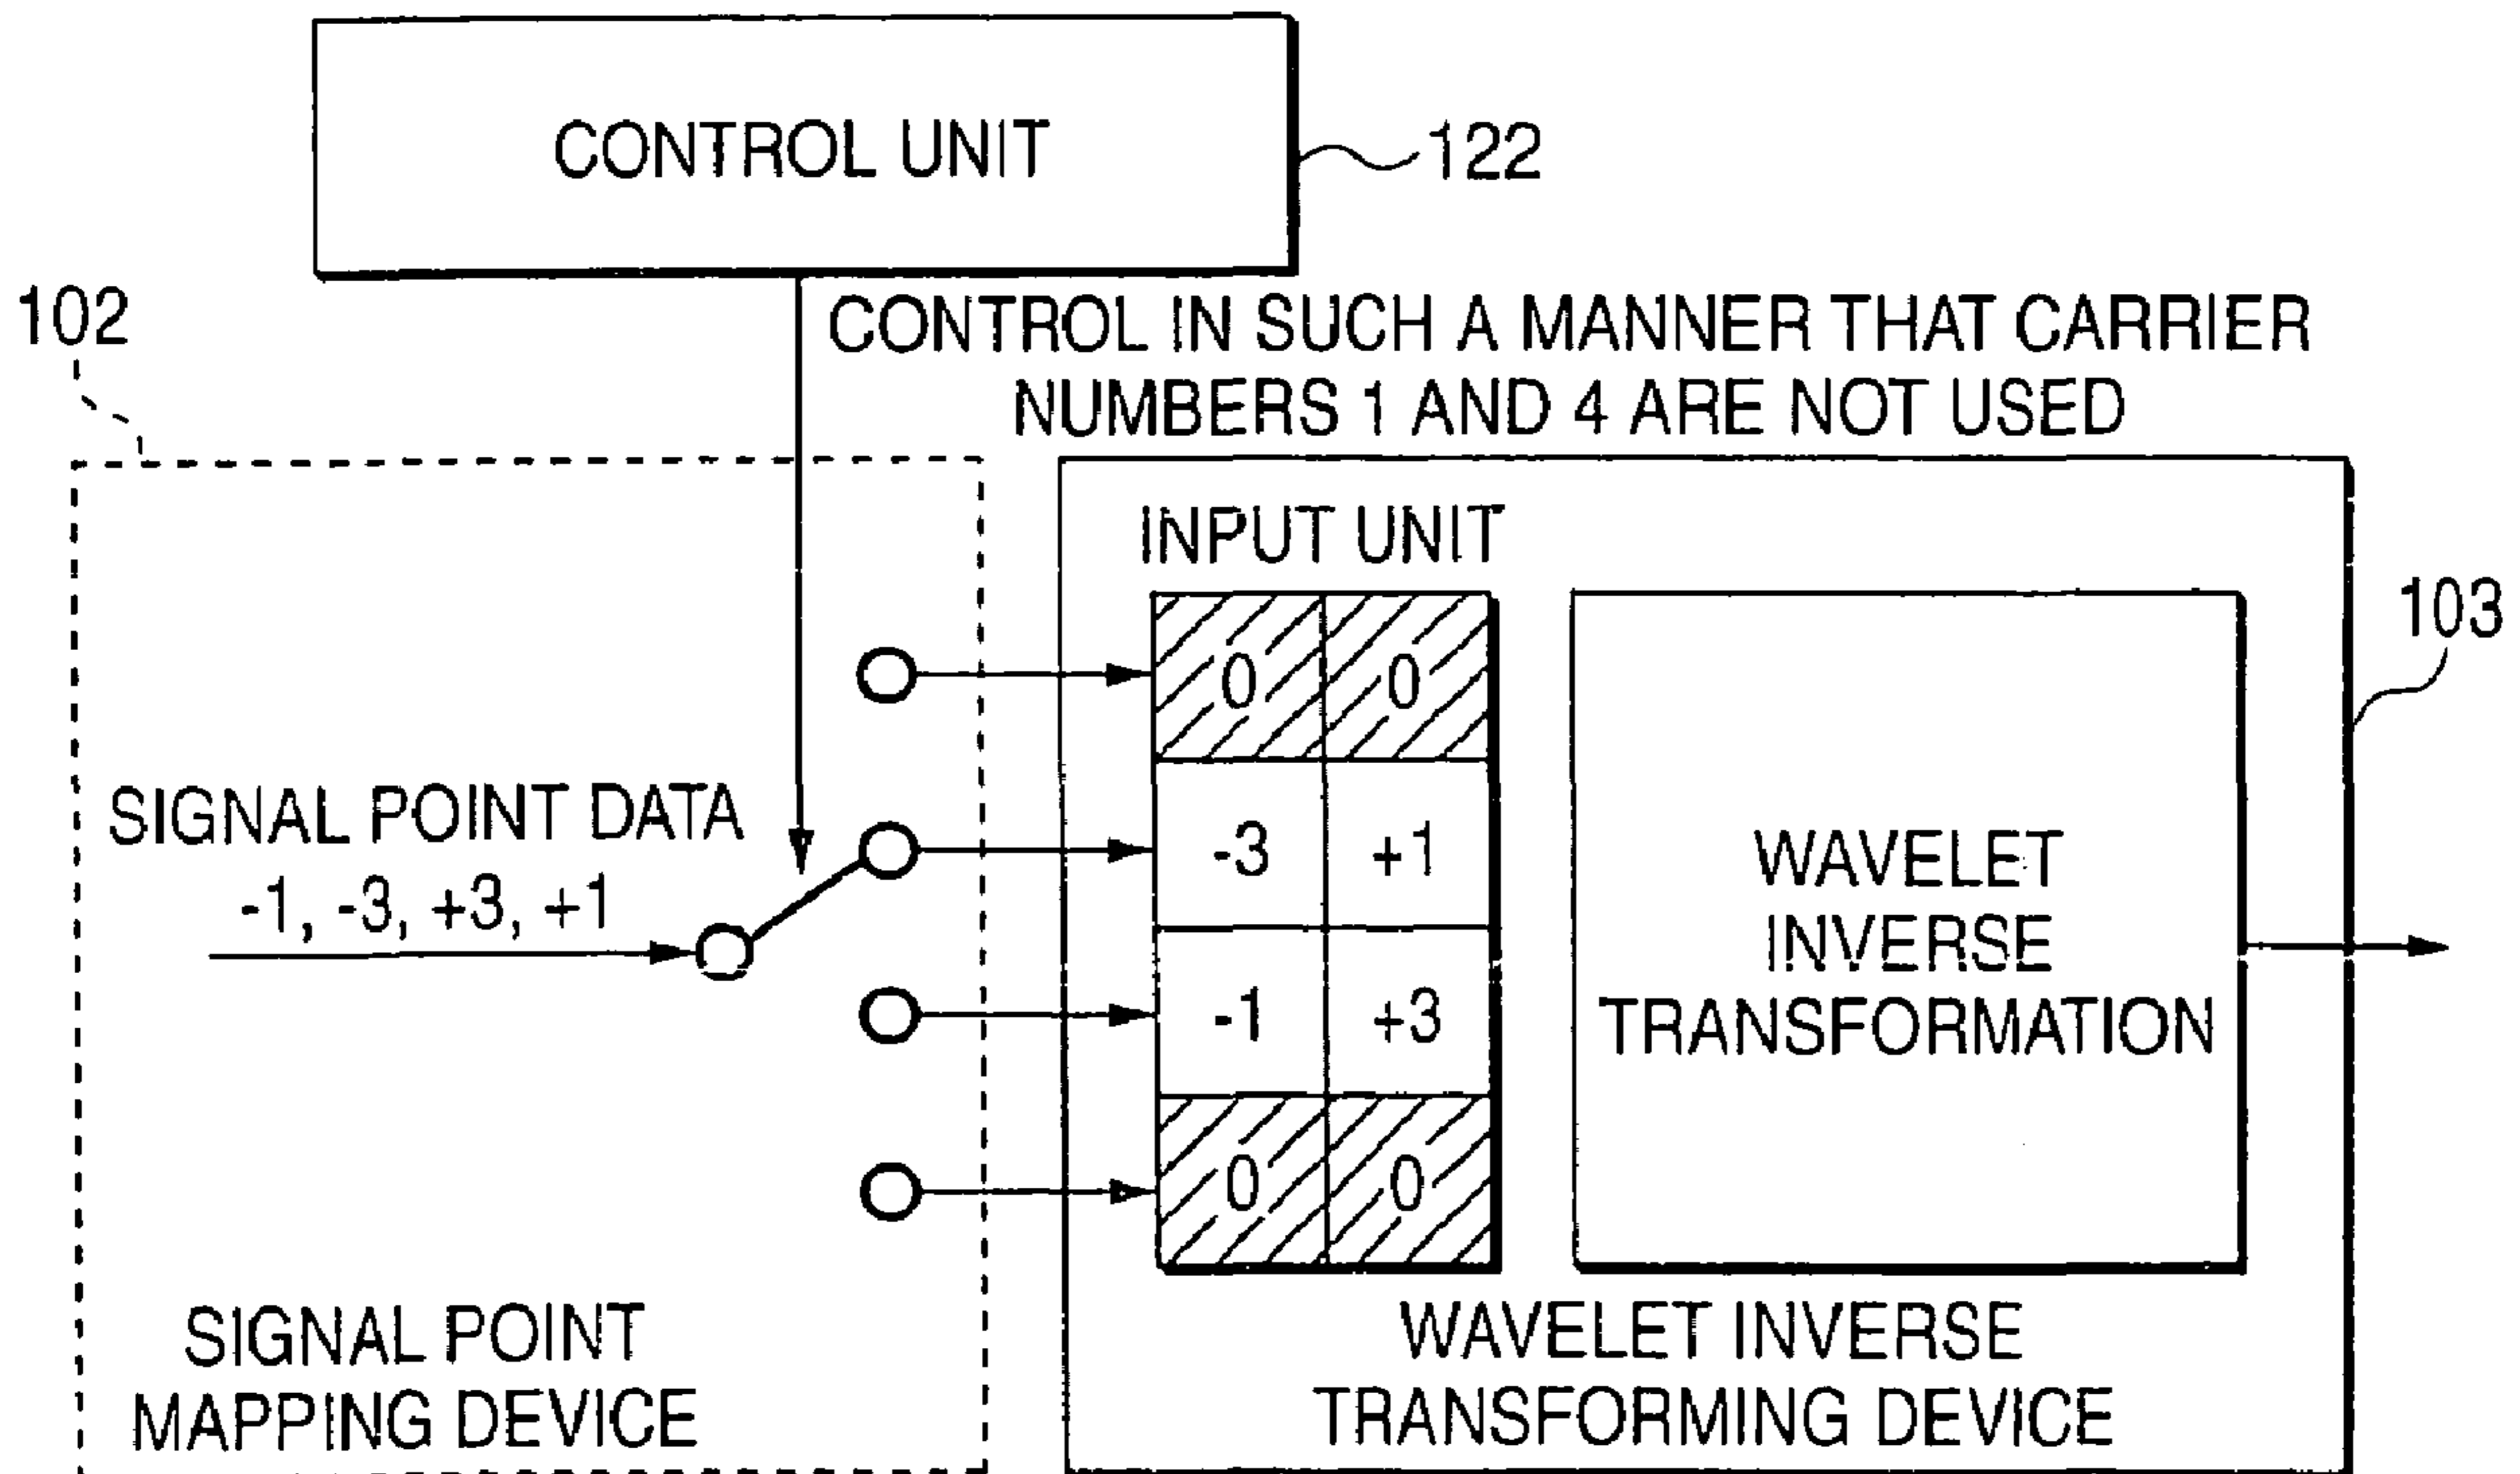 CONTROL UNIT
122
102
CONTROL IN SUCH A MANNER THAT CARRIER
NUMBERS 1 AND 4 ARE NOT USED
INPUT UNIT
103
0 0
SIGNAL POINT DATA
-1, -3, +3, +1
-3 +1
-1 +3
0 0
WAVELET
INVERSE
TRANSFORMATION
SIGNAL POINT
MAPPING DEVICE
WAVELET INVERSE
TRANSFORMING DEVICE